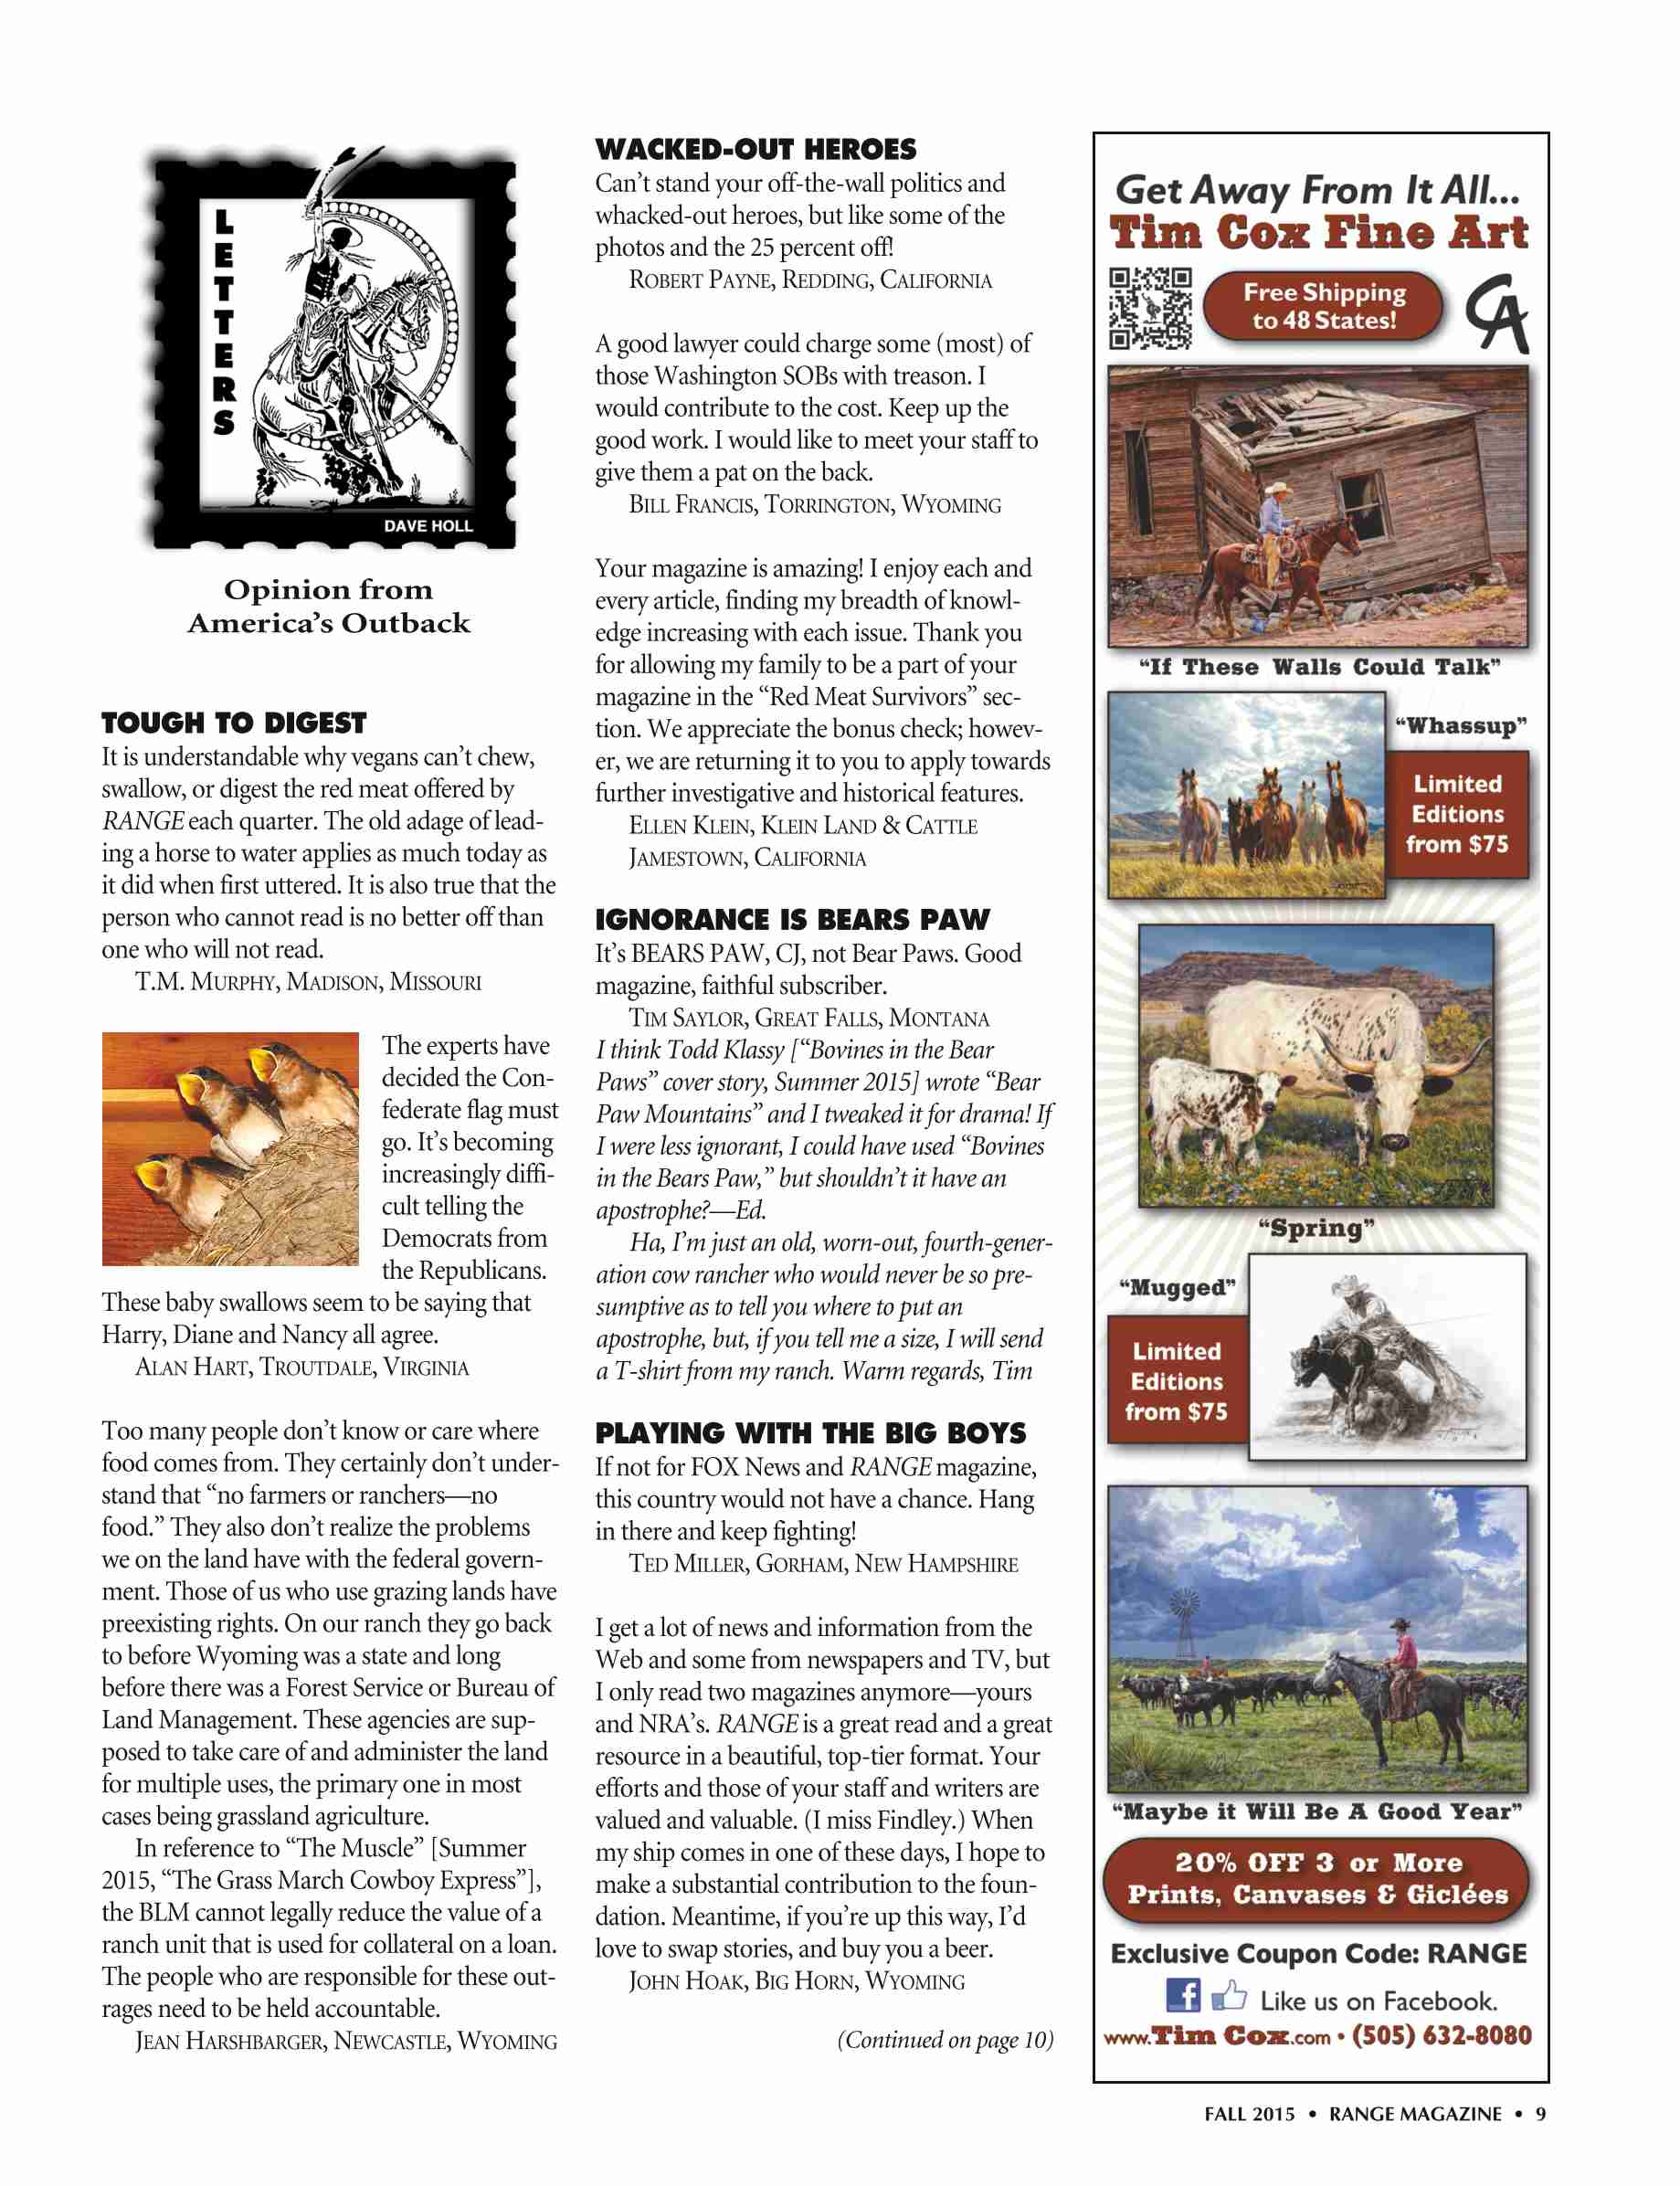 LETTERS
DAVE HOLL
Opinion from
America's Outback
TOUGH TO DIGEST
It is understandable why vegans can't chew,
swallow, or digest the red meat offered by
RANGE each quarter. The old adage of lead-
ing a horse to water applies as much today as
it did when first uttered. It is also true that the
person who cannot read is no better off than
one who will not read.
T.M. MURPHY, MADISON, MISSOURI
The experts have
decided the Con-
federate flag must
go. It's becoming
increasingly diffi-
cult telling the
Democrats from
the Republicans.
These baby swallows seem to be saying that
Harry, Diane and Nancy all agree.
ALAN HART, TROUTDALE, VIRGINIA
Too many people don't know or care where
food comes from. They certainly don't under-
stand that “no farmers or ranchers—no
food.” They also don't realize the problems
we on the land have with the federal govern-
ment. Those of us who use grazing lands have
preexisting rights. On our ranch they go back
to before Wyoming was a state and long
before there was a Forest Service or Bureau of
Land Management. These agencies are sup-
posed to take care of and administer the land
for multiple uses, the primary one in most
cases being grassland agriculture.
In reference to “The Muscle” [Summer
2015, “The Grass March Cowboy Express”],
the BLM cannot legally reduce the value of a
ranch unit that is used for collateral on a loan.
The people who are responsible for these out-
rages need to be held accountable.
JEAN HARSHBARGER, NEWCASTLE, WYOMING
WACKED-OUT HEROES
Can't stand your off-the-wall politics and
whacked-out heroes, but like some of the
photos and the 25 percent off!
ROBERT PAYNE, REDDING, CALIFORNIA
A good lawyer could charge some (most) of
those Washington SOBs with treason. I
would contribute to the cost. Keep up the
good work. I would like to meet your staff to
give them a pat on the back.
BILL FRANCIS, TORRINGTON, WYOMING
Your magazine is amazing! I enjoy each and
every article, finding my breadth of knowl-
edge increasing with each issue. Thank you
for allowing my family to be a part of your
magazine in the “Red Meat Survivors” sec-
tion. We appreciate the bonus check; howev-
er, we are returning it to you to apply towards
further investigative and historical features.
ELLEN KLEIN, KLEIN LAND & CATTLE
JAMESTOWN, CALIFORNIA
IGNORANCE IS BEARS PAW
It's BEARS PAW, CJ, not Bear Paws. Good
magazine, faithful subscriber.
TIM SAYLOR, GREAT FALLS, MONTANA
I think Todd Klassy [“Bovines in the Bear
Paws” cover story, Summer 2015] wrote “Bear
Paw Mountains” and I tweaked it for drama! If
I were less ignorant, I could have used “Bovines
in the Bears Paw,” but shouldn't it have an
apostrophe?—Ed.
Ha, I'm just an old, worn-out, fourth-gener-
ation cow rancher who would never be so pre-
sumptive as to tell you where to put an
apostrophe, but, if you tell me a size, I will send
a T-shirt from my ranch. Warm regards, Tim
PLAYING WITH THE BIG BOYS
If not for FOX News and RANGE magazine,
this country would not have a chance. Hang
in there and keep fighting!
TED MILLER, GORHAM, NEW HAMPSHIRE
I get a lot of news and information from the
Web and some from newspapers and TV, but
I only read two magazines anymore—yours
and NRA's. RANGE is a great read and a great
resource in a beautiful, top-tier format. Your
efforts and those of your staff and writers are
valued and valuable. (I miss Findley.) When
my ship comes in one of these days, I hope to
make a substantial contribution to the foun-
dation. Meantime, if you're up this way, I'd
love to swap stories, and buy you a beer.
JOHN HOAK, BIG HORN, WYOMING
(Continued on page 10)
Get Away From It All...
Tim Cox Fine Art
Free Shipping
to 48 States!
“If These Walls Could Talk”
“Whassup”
Limited
Editions
from $75
“Spring”
“Mugged”
Limited
Editions
from $75
“Maybe it Will Be A Good Year”
20% OFF 3 or More
Prints, Canvases & Giclées
Exclusive Coupon Code: RANGE
Like us on Facebook.
www.Tim Cox.com • (505) 632-8080
FALL 2015 • RANGE MAGAZINE • 9